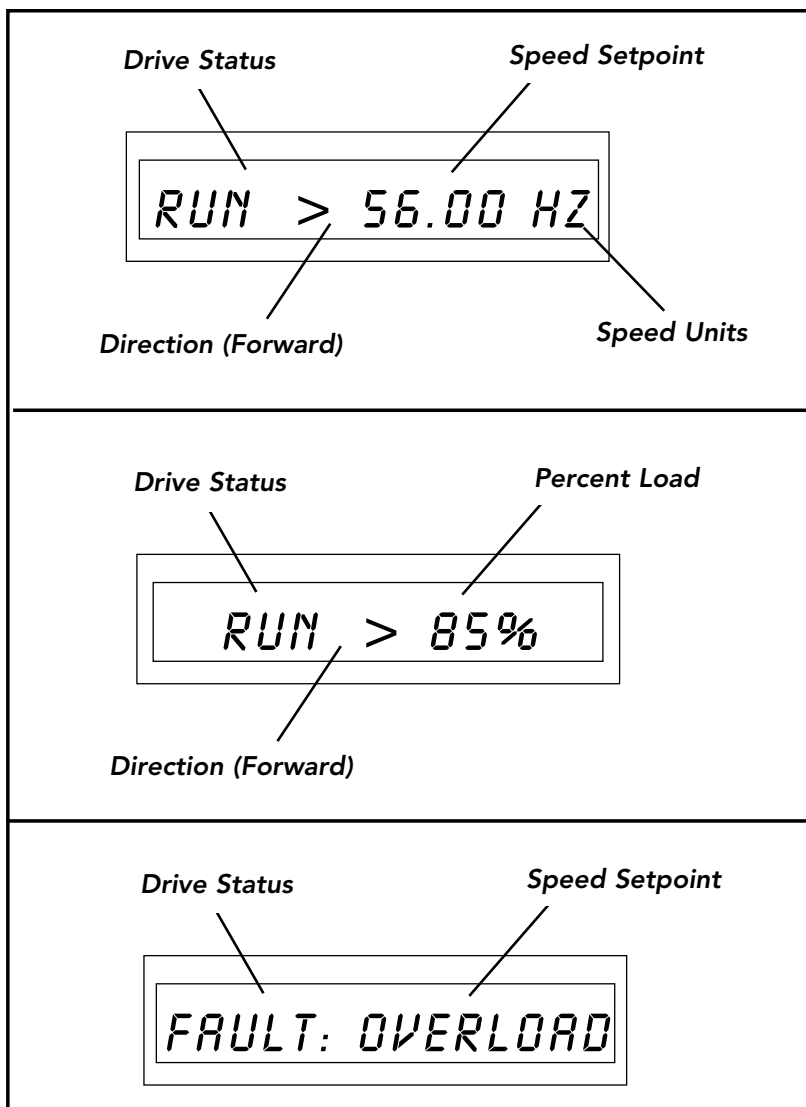 Drive Status
Speed Setpoint
RUN > 56.00 HZ
Direction (Forward)
Speed Units
Drive Status
Percent Load
RUN > 85%
Direction (Forward)
Drive Status
Speed Setpoint
FAULT: OVERLOAD